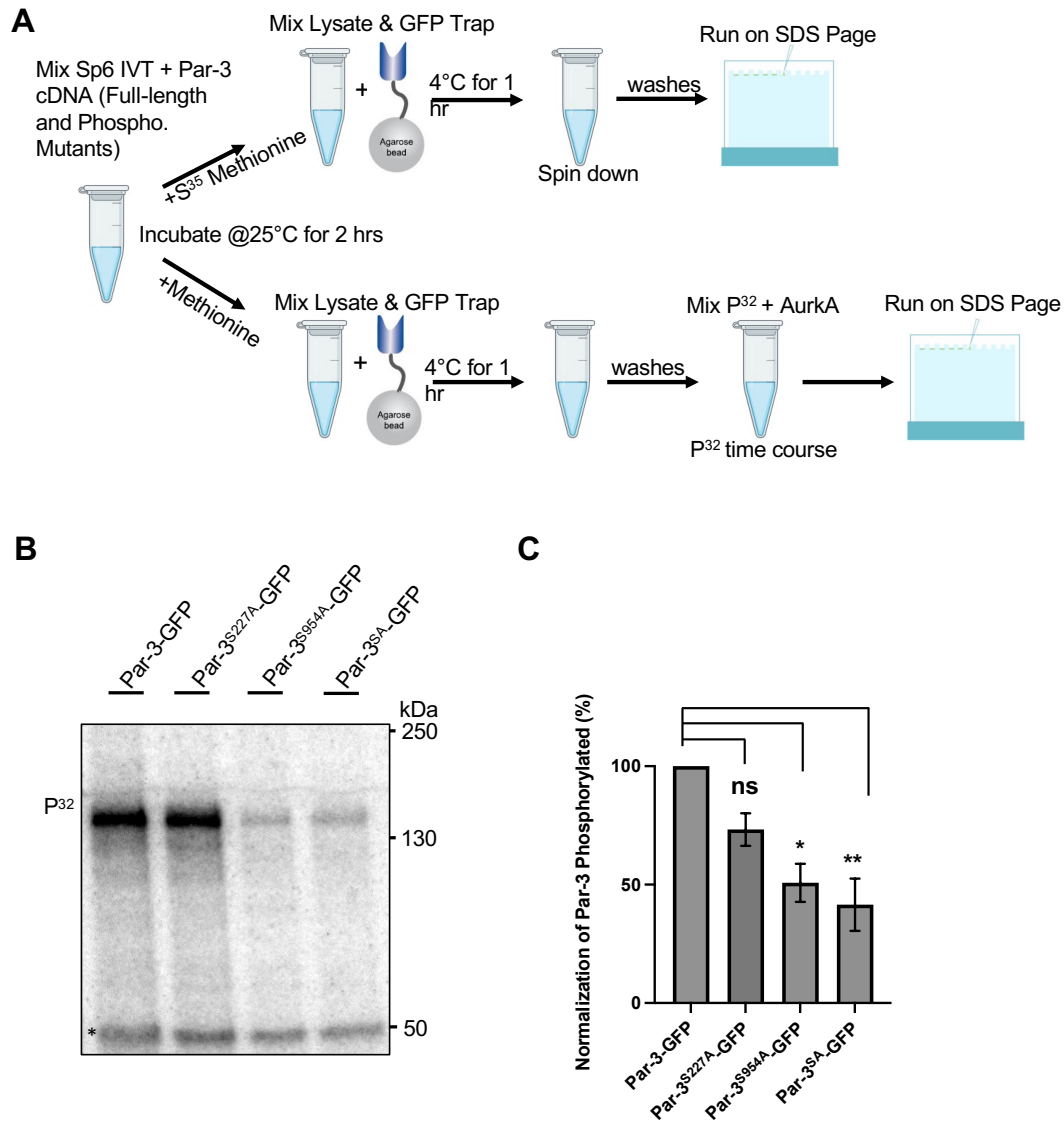 A
Mix Sp6 IVT + Par-3
cDNA (Full-length
and Phospho.
Mutants)
+S³⁵ Methionine
Incubate @25°C for 2 hrs
+Methionine
Mix Lysate & GFP Trap
+
Agarose
bead
4°C for 1
hr
Spin down
washes
Run on SDS Page
Mix Lysate & GFP Trap
+
Agarose
bead
4°C for 1
hr
washes
Mix P³² + AurkA
P³² time course
Run on SDS Page
B
Par-3-GFP
Par-3ˢ²²⁷ᴬ-GFP
Par-3ˢ⁹⁵⁴ᴬ-GFP
Par-3ˢᴬ-GFP
kDa
250
P³²
130
*
50
C
Normalization of Par-3 Phosphorylated (%)
100
50
0
ns
*
**
Par-3-GFP
Par-3ˢ²²⁷ᴬ-GFP
Par-3ˢ⁹⁵⁴ᴬ-GFP
Par-3ˢᴬ-GFP